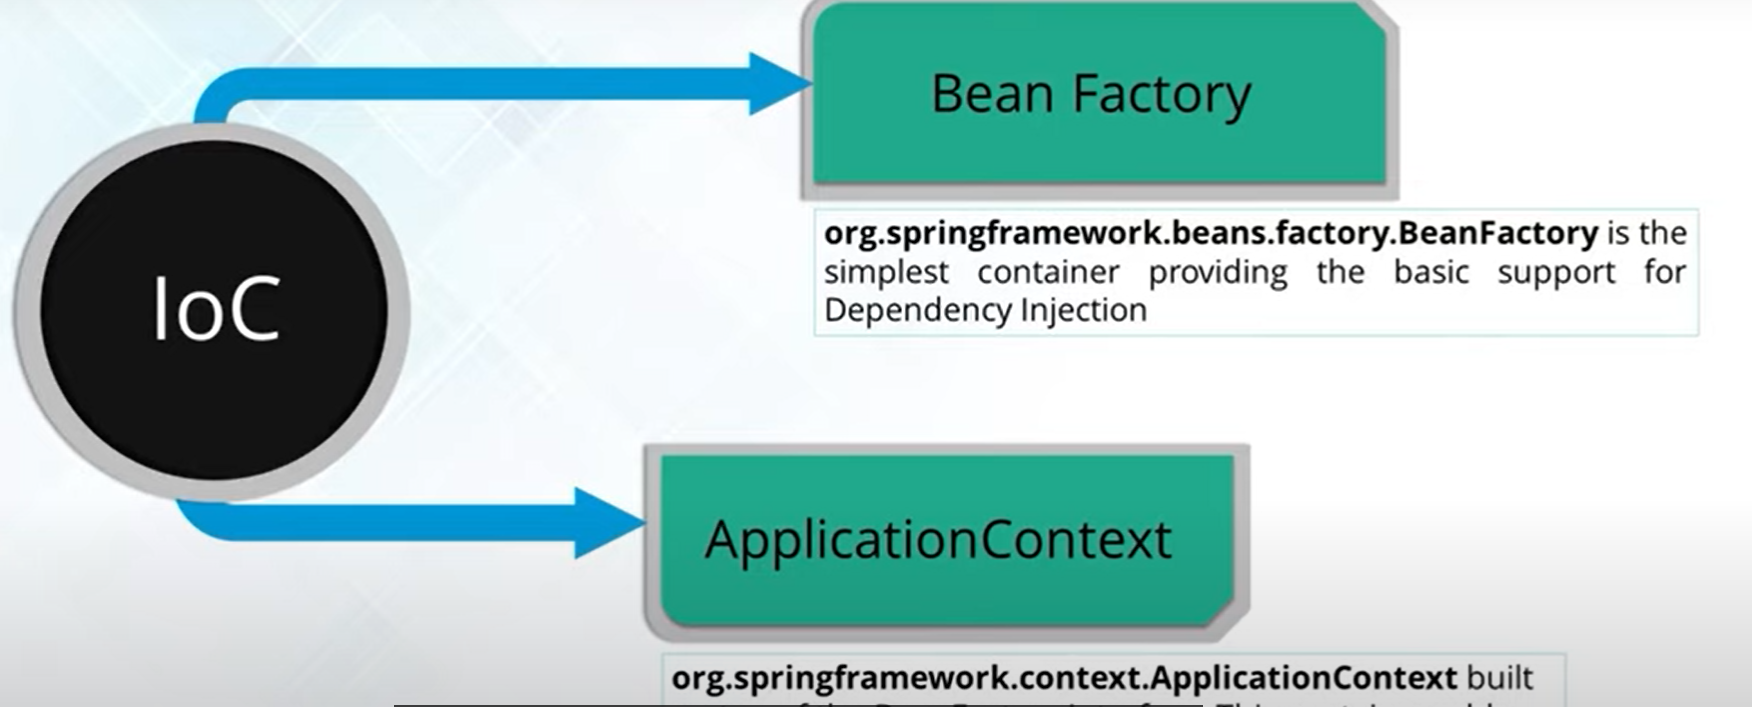 Bean Factory
org.springframework.beans.factory.BeanFactory is the
simplest container providing the basic support for
Dependency Injection
IoC
ApplicationContext
org.springframework.context.ApplicationContext built